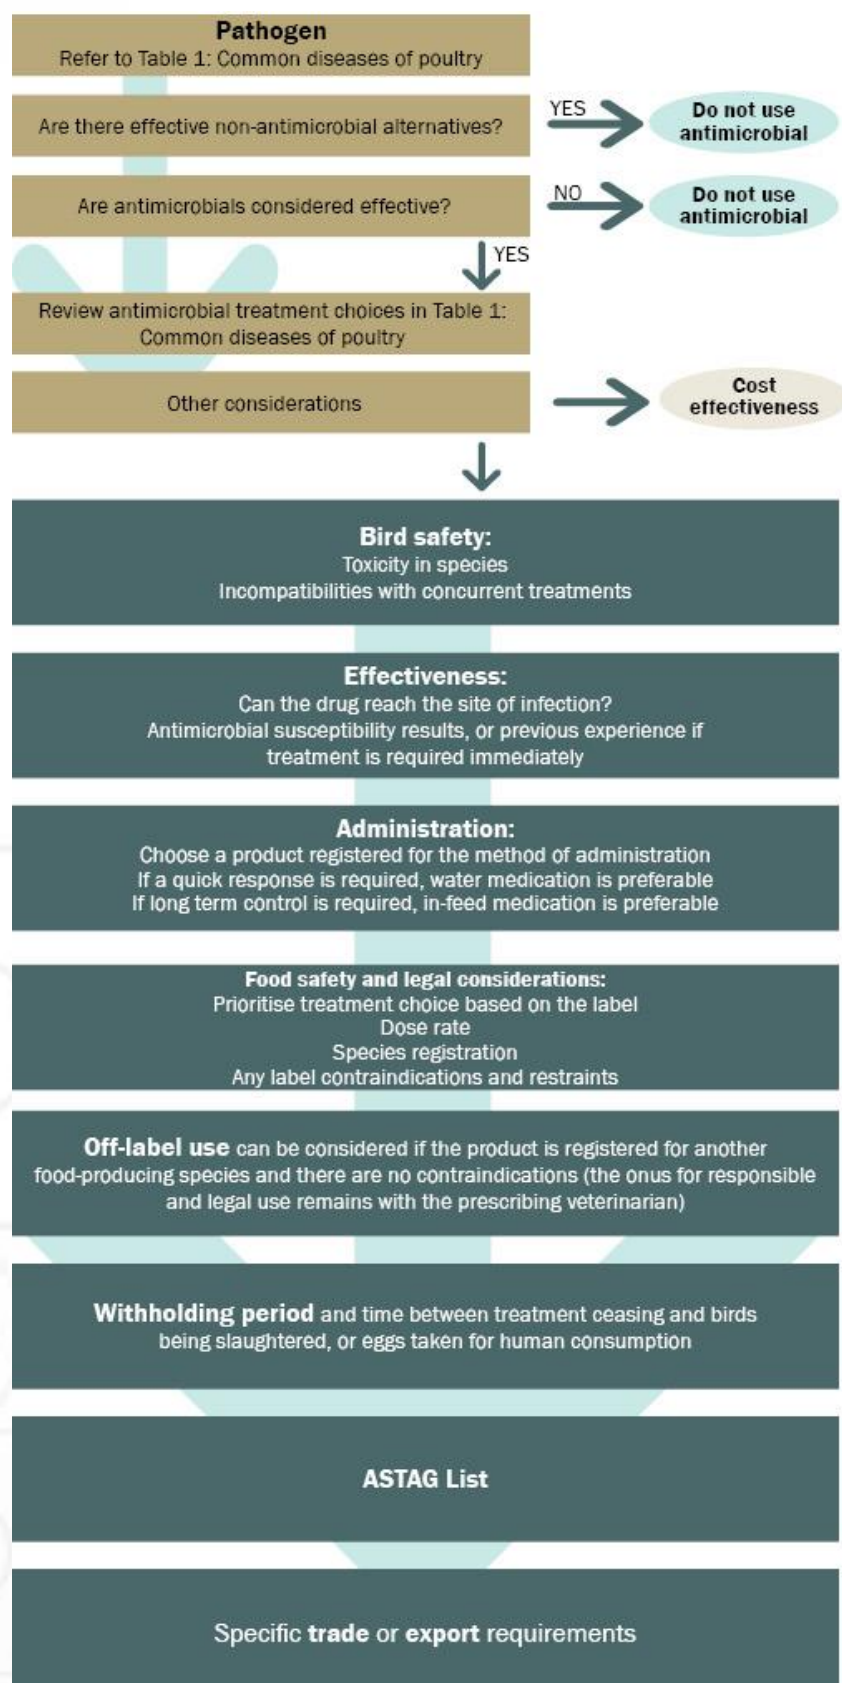 Pathogen
Refer to Table 1: Common diseases of poultry
Are there effective non-antimicrobial alternatives?
YES
Do not use
antimicrobial
Are antimicrobials considered effective?
NO
Do not use
antimicrobial
YES
Review antimicrobial treatment choices in Table 1:
Common diseases of poultry
Other considerations
Cost
effectiveness
Bird safety:
Toxicity in species
Incompatibilities with concurrent treatments
Effectiveness:
Can the drug reach the site of infection?
Antimicrobial susceptibility results, or previous experience if
treatment is required immediately
Administration:
Choose a product registered for the method of administration
If a quick response is required, water medication is preferable
If long term control is required, in-feed medication is preferable
Food safety and legal considerations:
Prioritise treatment choice based on the label
Dose rate
Species registration
Any label contraindications and restraints
Off-label use can be considered if the product is registered for another
food-producing species and there are no contraindications (the onus for responsible
and legal use remains with the prescribing veterinarian)
Withholding period and time between treatment ceasing and birds
being slaughtered, or eggs taken for human consumption
ASTAG List
Specific trade or export requirements